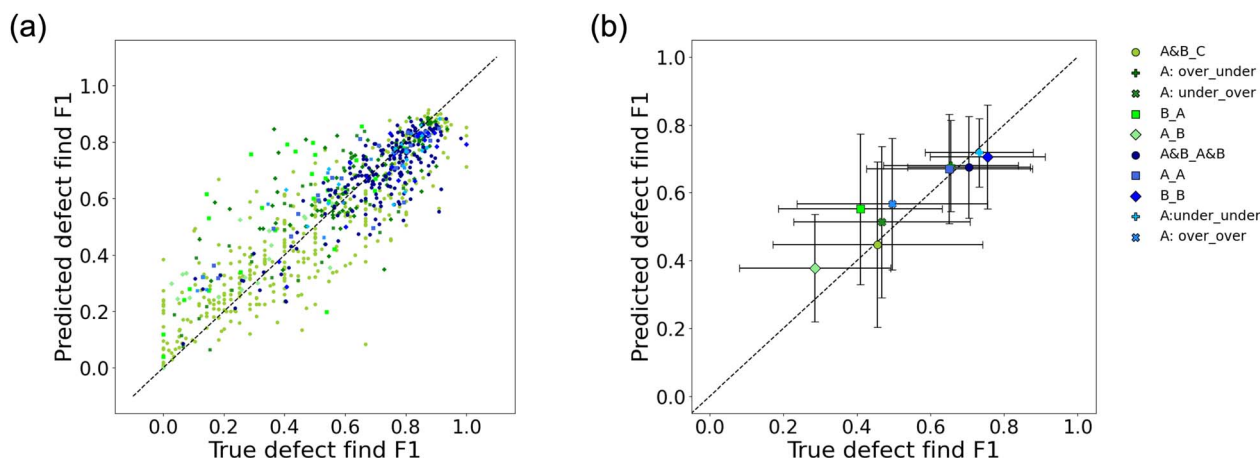 (a)
Predicted defect find F1
1.0
0.8
0.6
0.4
0.2
0.0
0.0 0.2 0.4 0.6 0.8 1.0
True defect find F1
(b)
Predicted defect find F1
1.0
0.8
0.6
0.4
0.2
0.0
0.0 0.2 0.4 0.6 0.8 1.0
True defect find F1
A&B_C
A: over_under
A: under_over
B_A
A_B
A&B_A&B
A_A
B_B
A:under_under
A: over_over